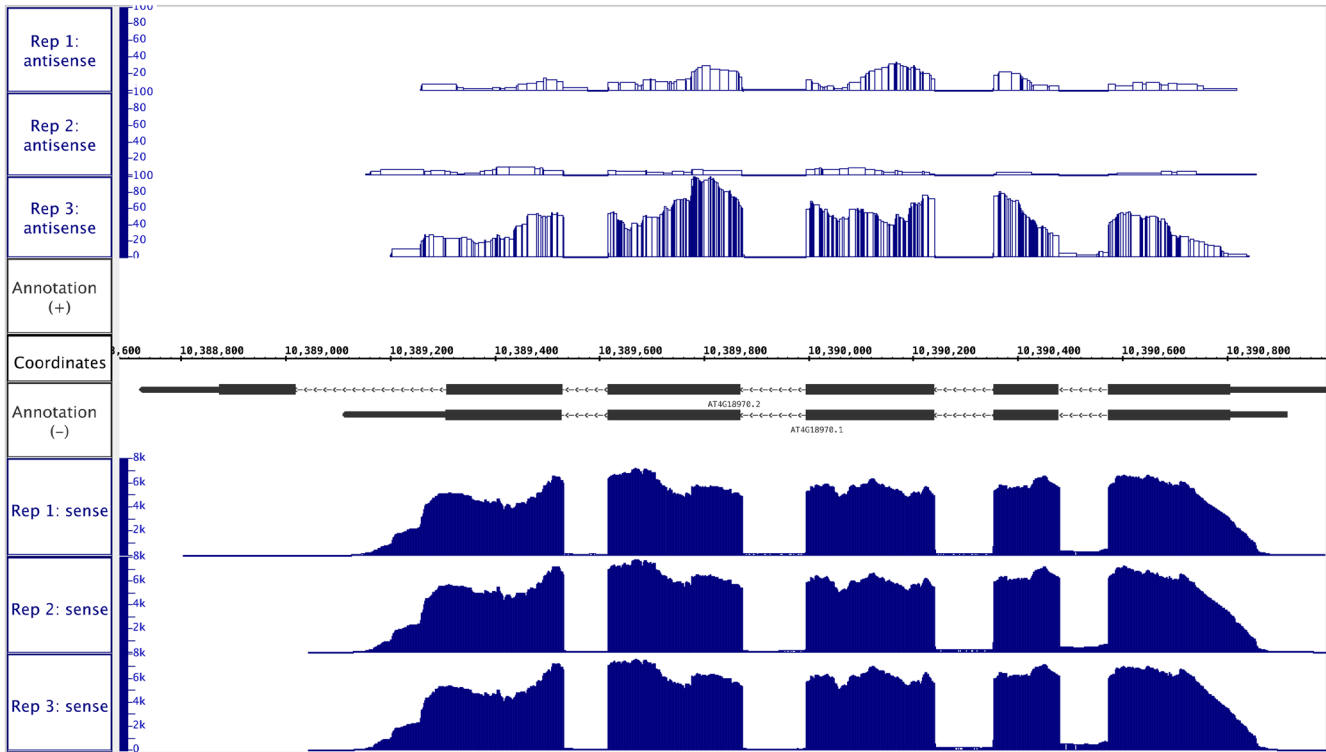 100
80
60
40
20
Rep 1:
antisense
100
80
60
40
20
Rep 2:
antisense
100
80
60
40
20
0
Rep 3:
antisense
Annotation
(+)
Coordinates
3,600 10,388,800 10,389,000 10,389,200 10,389,400 10,389,600 10,389,800 10,390,000 10,390,200 10,390,400 10,390,600 10,390,800
Annotation
(-)
AT4G18970.2
AT4G18970.1
8k
6k
4k
2k
Rep 1: sense
8k
6k
4k
2k
Rep 2: sense
8k
6k
4k
2k
0
Rep 3: sense